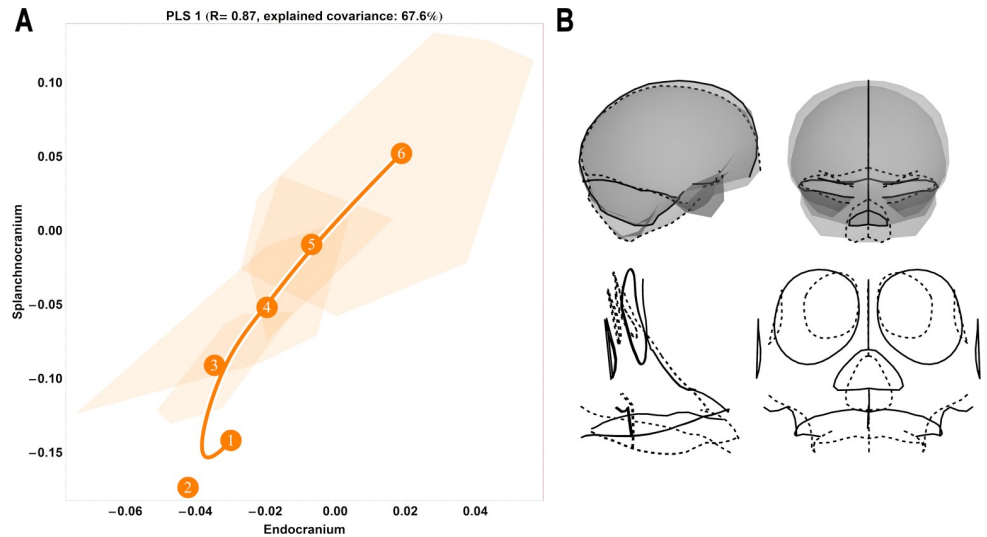 A
PLS 1 (R= 0.87, explained covariance: 67.6%)
B
0.10
0.05
0.00
−0.05
−0.10
−0.15
Splanchnocranium
6
5
4
3
1
2
−0.06 −0.04 −0.02 0.00 0.02 0.04
Endocranium